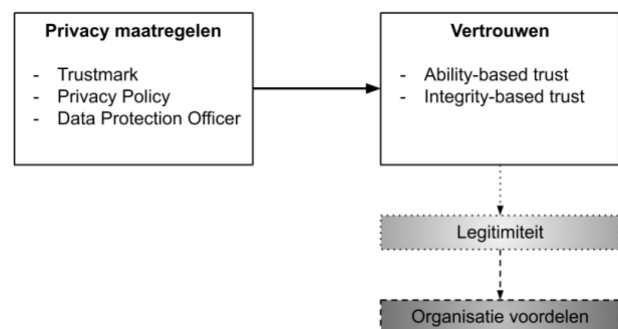 Privacy maatregelen
- Trustmark
- Privacy Policy
- Data Protection Officer
Vertrouwen
- Ability-based trust
- Integrity-based trust
Legitimiteit
Organisatie voordelen